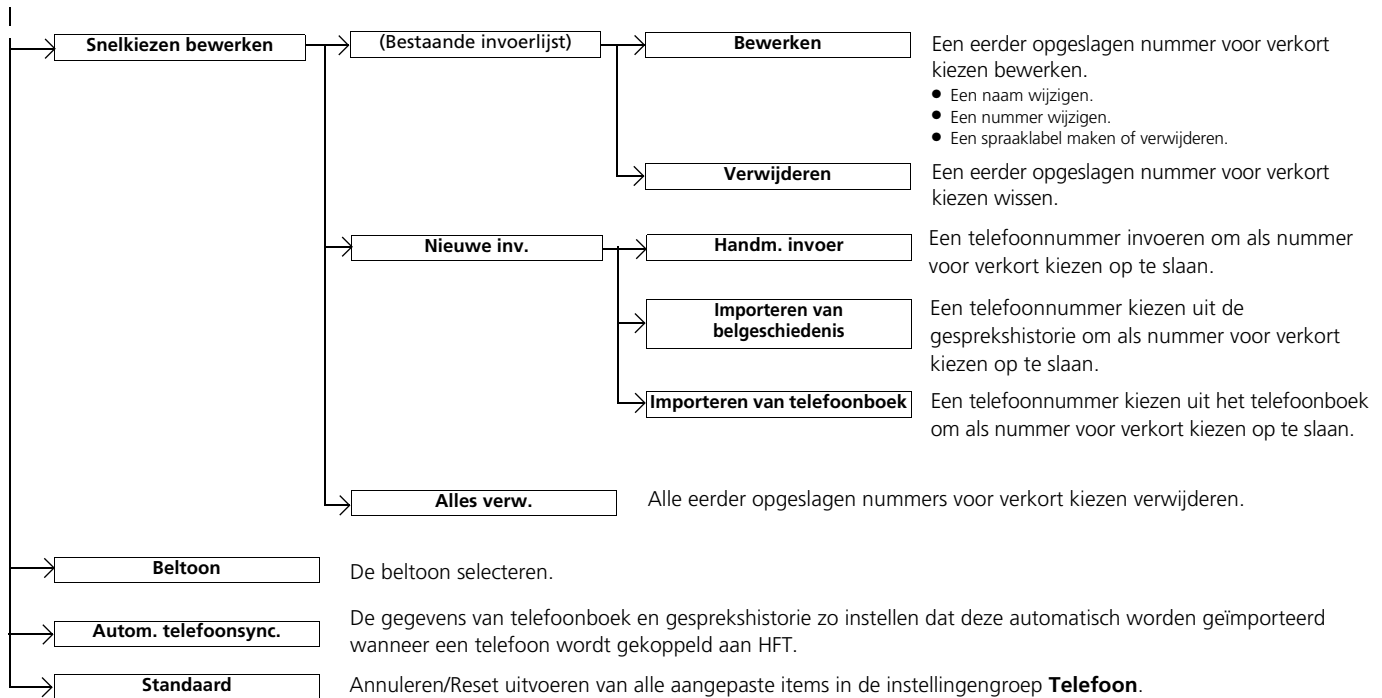 Snelkiezen bewerken
(Bestaande invoerlijst)
Bewerken
Een eerder opgeslagen nummer voor verkort
kiezen bewerken.
● Een naam wijzigen.
● Een nummer wijzigen.
● Een spraaklabel maken of verwijderen.
Verwijderen
Een eerder opgeslagen nummer voor verkort
kiezen wissen.
Nieuwe inv.
Handm. invoer
Een telefoonnummer invoeren om als nummer
voor verkort kiezen op te slaan.
Importeren van
belgeschiedenis
Een telefoonnummer kiezen uit de
gesprekshistorie om als nummer voor verkort
kiezen op te slaan.
Importeren van telefoonboek
Een telefoonnummer kiezen uit het telefoonboek
om als nummer voor verkort kiezen op te slaan.
Alles verw.
Alle eerder opgeslagen nummers voor verkort kiezen verwijderen.
Beltoon
De beltoon selecteren.
Autom. telefoonsync.
De gegevens van telefoonboek en gesprekshistorie zo instellen dat deze automatisch worden geïmporteerd
wanneer een telefoon wordt gekoppeld aan HFT.
Standaard
Annuleren/Reset uitvoeren van alle aangepaste items in de instellingengroep Telefoon.